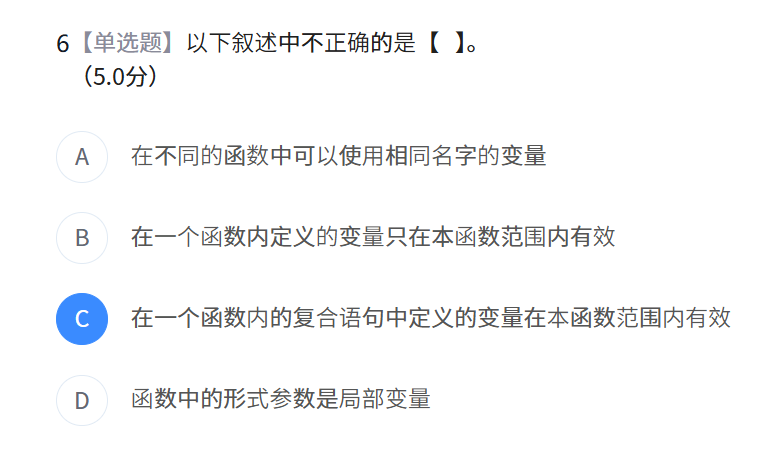 6【单选题】以下叙述中不正确的是【  】。
（5.0分）
A 在不同的函数中可以使用相同名字的变量
B 在一个函数内定义的变量只在本函数范围内有效
C 在一个函数内的复合语句中定义的变量在本函数范围内有效
D 函数中的形式参数是局部变量